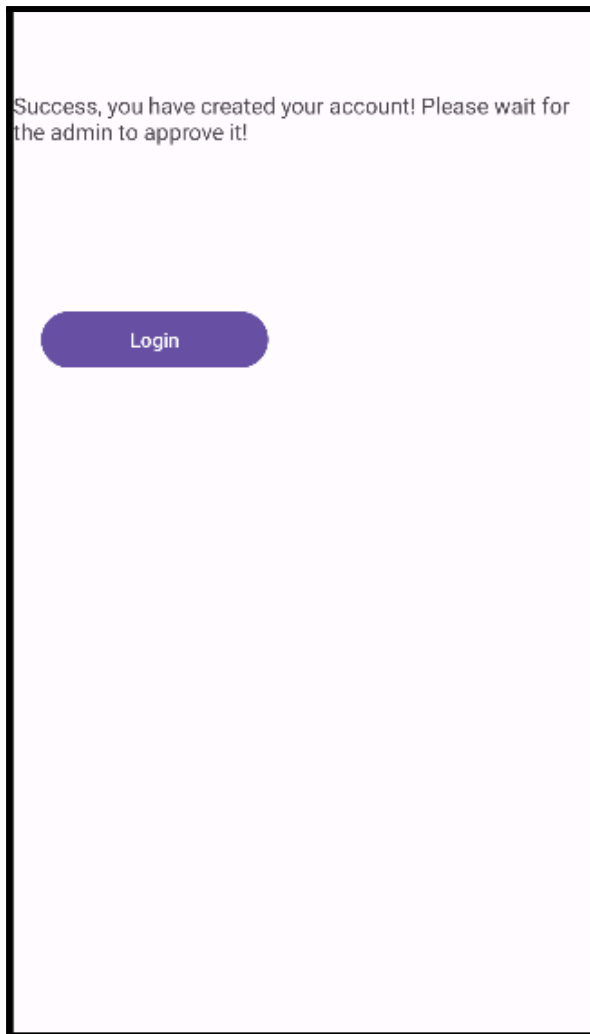 Success, you have created your account! Please wait for
the admin to approve it!
Login